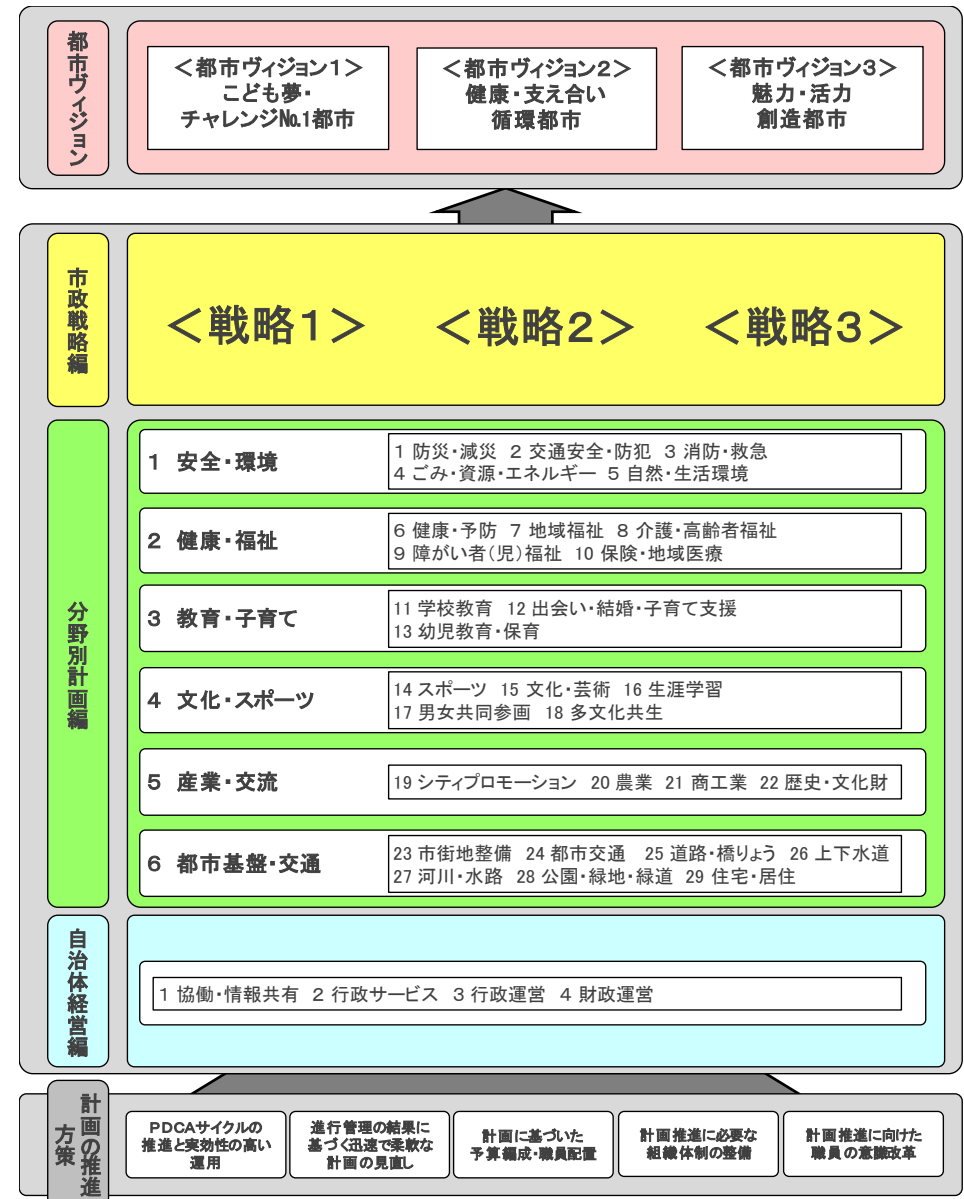 都市ヴィジョン
＜都市ヴィジョン１＞
こども夢・
チャレンジ№1都市
＜都市ヴィジョン２＞
健康・支え合い
循環都市
＜都市ヴィジョン３＞
魅力・活力
創造都市
市政戦略編
＜戦略１＞
＜戦略２＞
＜戦略３＞
分野別計画編
１ 安全・環境
1 防災・減災 2 交通安全・防犯 3 消防・救急
4 ごみ・資源・エネルギー 5 自然・生活環境
２ 健康・福祉
6 健康・予防 7 地域福祉 8 介護・高齢者福祉
9 障がい者（児）福祉 10 保険・地域医療
３ 教育・子育て
11 学校教育 12 出会い・結婚・子育て支援
13 幼児教育・保育
４ 文化・スポーツ
14 スポーツ 15 文化・芸術 16 生涯学習
17 男女共同参画 18 多文化共生
５ 産業・交流
19 シティプロモーション 20 農業 21 商工業 22 歴史・文化財
６ 都市基盤・交通
23 市街地整備 24 都市交通 25 道路・橋りょう 26 上下水道
27 河川・水路 28 公園・緑地・緑道 29 住宅・居住
自治体経営編
1 協働・情報共有 2 行政サービス 3 行政運営 4 財政運営
計画の推進
方策
PDCAサイクルの
推進と実効性の高い
運用
進行管理の結果に
基づく迅速で柔軟な
計画の見直し
計画に基づいた
予算編成・職員配置
計画推進に必要な
組織体制の整備
計画推進に向けた
職員の意識改革